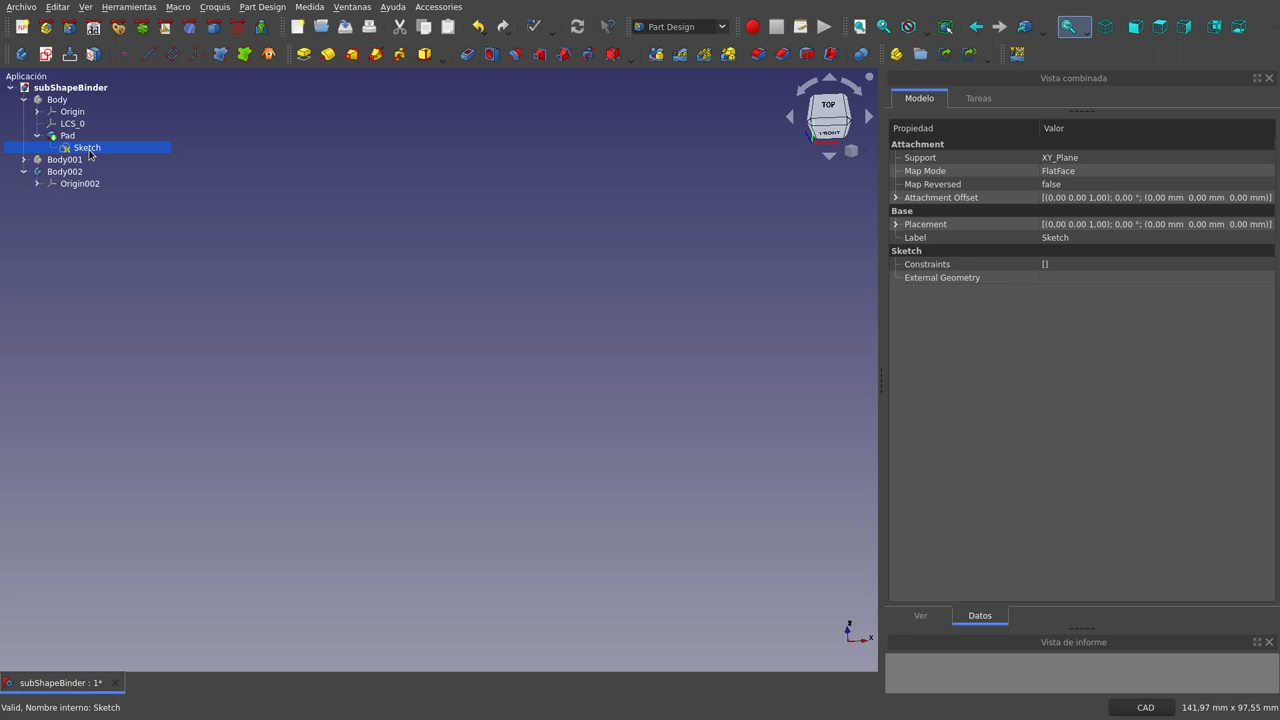 Archivo Editar Ver Herramientas Macro Croquis Part Design Medida Ventanas Ayuda Accessories
Part Design
Aplicación
subShapeBinder
Body
Origin
LCS_0
Pad
Sketch
Body001
Body002
Origin002
TOP
FRONT
Z
X
Vista combinada
Modelo Tareas
Propiedad Valor
Attachment
Support XY_Plane
Map Mode FlatFace
Map Reversed false
Attachment Offset [(0,00 0,00 1,00); 0,00 °; (0,00 mm 0,00 mm 0,00 mm)]
Base
Placement [(0,00 0,00 1,00); 0,00 °; (0,00 mm 0,00 mm 0,00 mm)]
Label Sketch
Sketch
Constraints []
External Geometry
Ver Datos
Vista de informe
subShapeBinder : 1*
Valid, Nombre interno: Sketch
CAD 141,97 mm x 97,55 mm